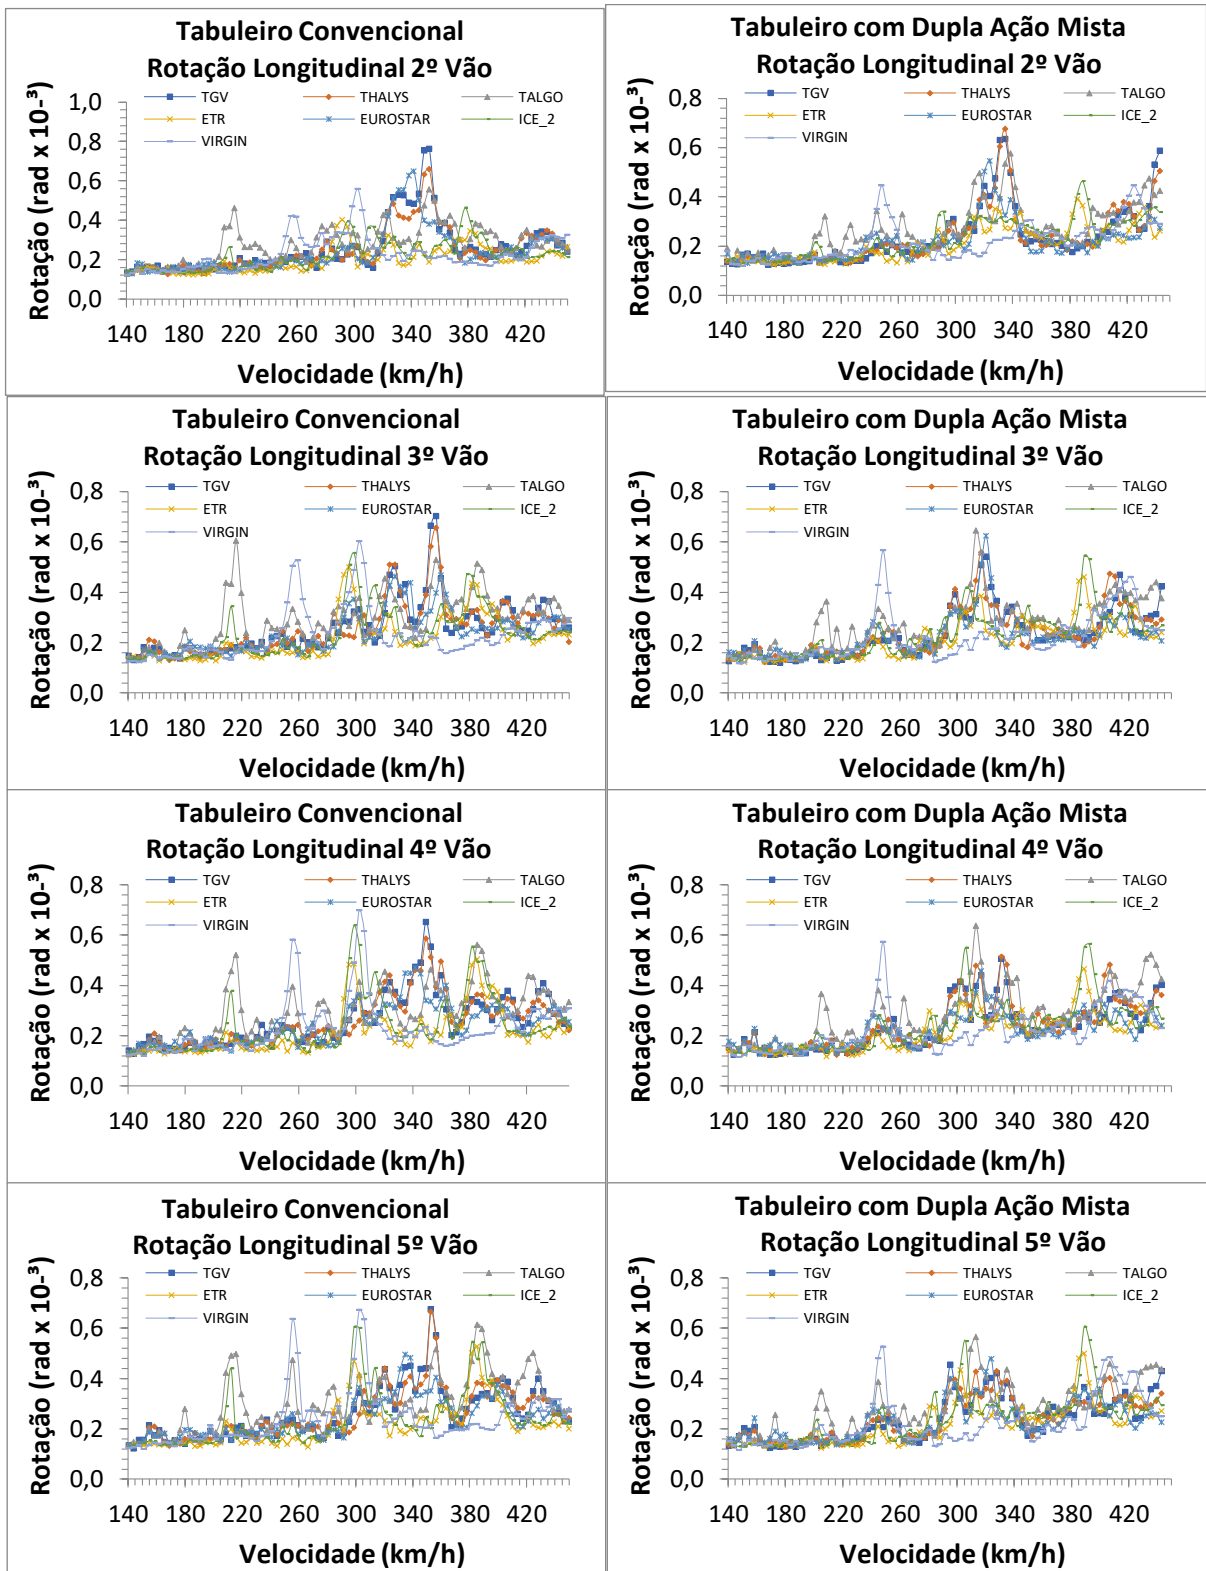 Tabuleiro Convencional
Rotação Longitudinal 2º Vão
Rotação (rad x 10-³)
1,0
0,8
0,6
0,4
0,2
0,0
TGV THALYS TALGO
ETR EUROSTAR ICE_2
VIRGIN
140 180 220 260 300 340 380 420
Velocidade (km/h)
Tabuleiro com Dupla Ação Mista
Rotação Longitudinal 2º Vão
Rotação (rad x 10-³)
0,8
0,6
0,4
0,2
0,0
TGV THALYS TALGO
ETR EUROSTAR ICE_2
VIRGIN
140 180 220 260 300 340 380 420
Velocidade (km/h)
Tabuleiro Convencional
Rotação Longitudinal 3º Vão
Rotação (rad x 10-³)
0,8
0,6
0,4
0,2
0,0
TGV THALYS TALGO
ETR EUROSTAR ICE_2
VIRGIN
140 180 220 260 300 340 380 420
Velocidade (km/h)
Tabuleiro com Dupla Ação Mista
Rotação Longitudinal 3º Vão
Rotação (rad x 10-³)
0,8
0,6
0,4
0,2
0,0
TGV THALYS TALGO
ETR EUROSTAR ICE_2
VIRGIN
140 180 220 260 300 340 380 420
Velocidade (km/h)
Tabuleiro Convencional
Rotação Longitudinal 4º Vão
Rotação (rad x 10-³)
0,8
0,6
0,4
0,2
0,0
TGV THALYS TALGO
ETR EUROSTAR ICE_2
VIRGIN
140 180 220 260 300 340 380 420
Velocidade (km/h)
Tabuleiro com Dupla Ação Mista
Rotação Longitudinal 4º Vão
Rotação (rad x 10-³)
0,8
0,6
0,4
0,2
0,0
TGV THALYS TALGO
ETR EUROSTAR ICE_2
VIRGIN
140 180 220 260 300 340 380 420
Velocidade (km/h)
Tabuleiro Convencional
Rotação Longitudinal 5º Vão
Rotação (rad x 10-³)
0,8
0,6
0,4
0,2
0,0
TGV THALYS TALGO
ETR EUROSTAR ICE_2
VIRGIN
140 180 220 260 300 340 380 420
Velocidade (km/h)
Tabuleiro com Dupla Ação Mista
Rotação Longitudinal 5º Vão
Rotação (rad x 10-³)
0,8
0,6
0,4
0,2
0,0
TGV THALYS TALGO
ETR EUROSTAR ICE_2
VIRGIN
140 180 220 260 300 340 380 420
Velocidade (km/h)